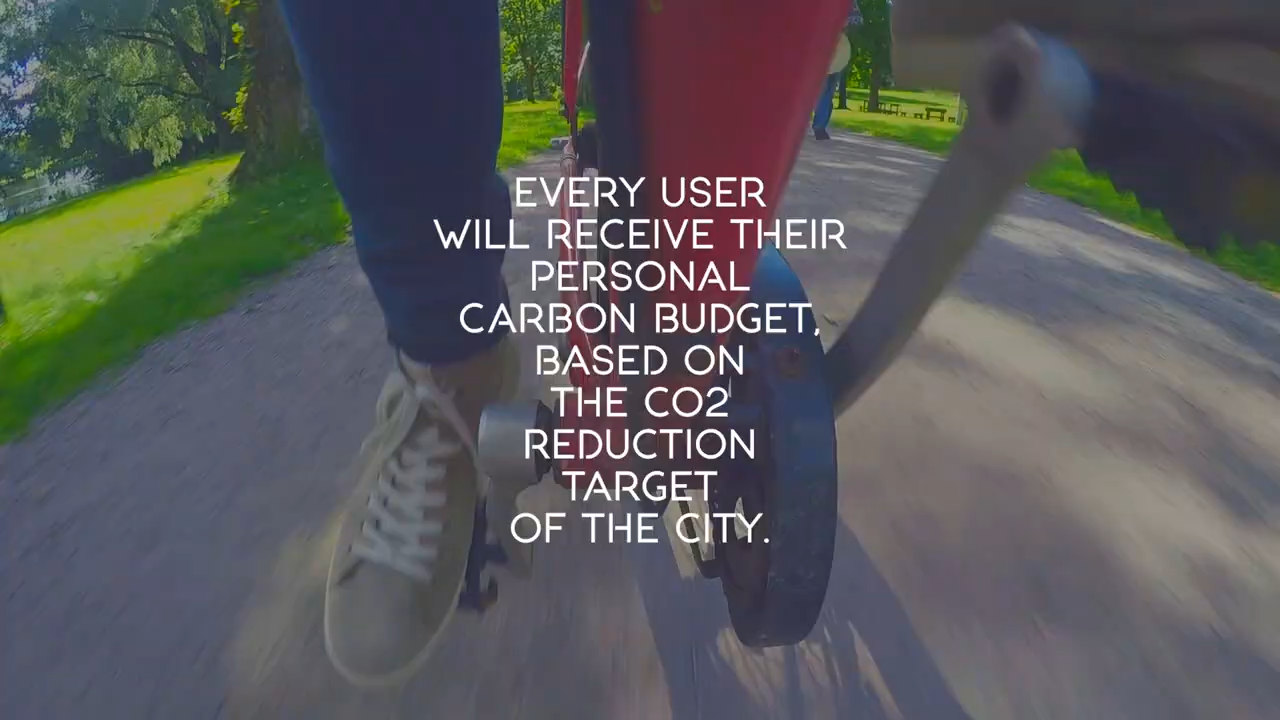 EVERY USER
WILL RECEIVE THEIR
PERSONAL
CARBON BUDGET,
BASED ON
THE CO2
REDUCTION
TARGET
OF THE CITY.